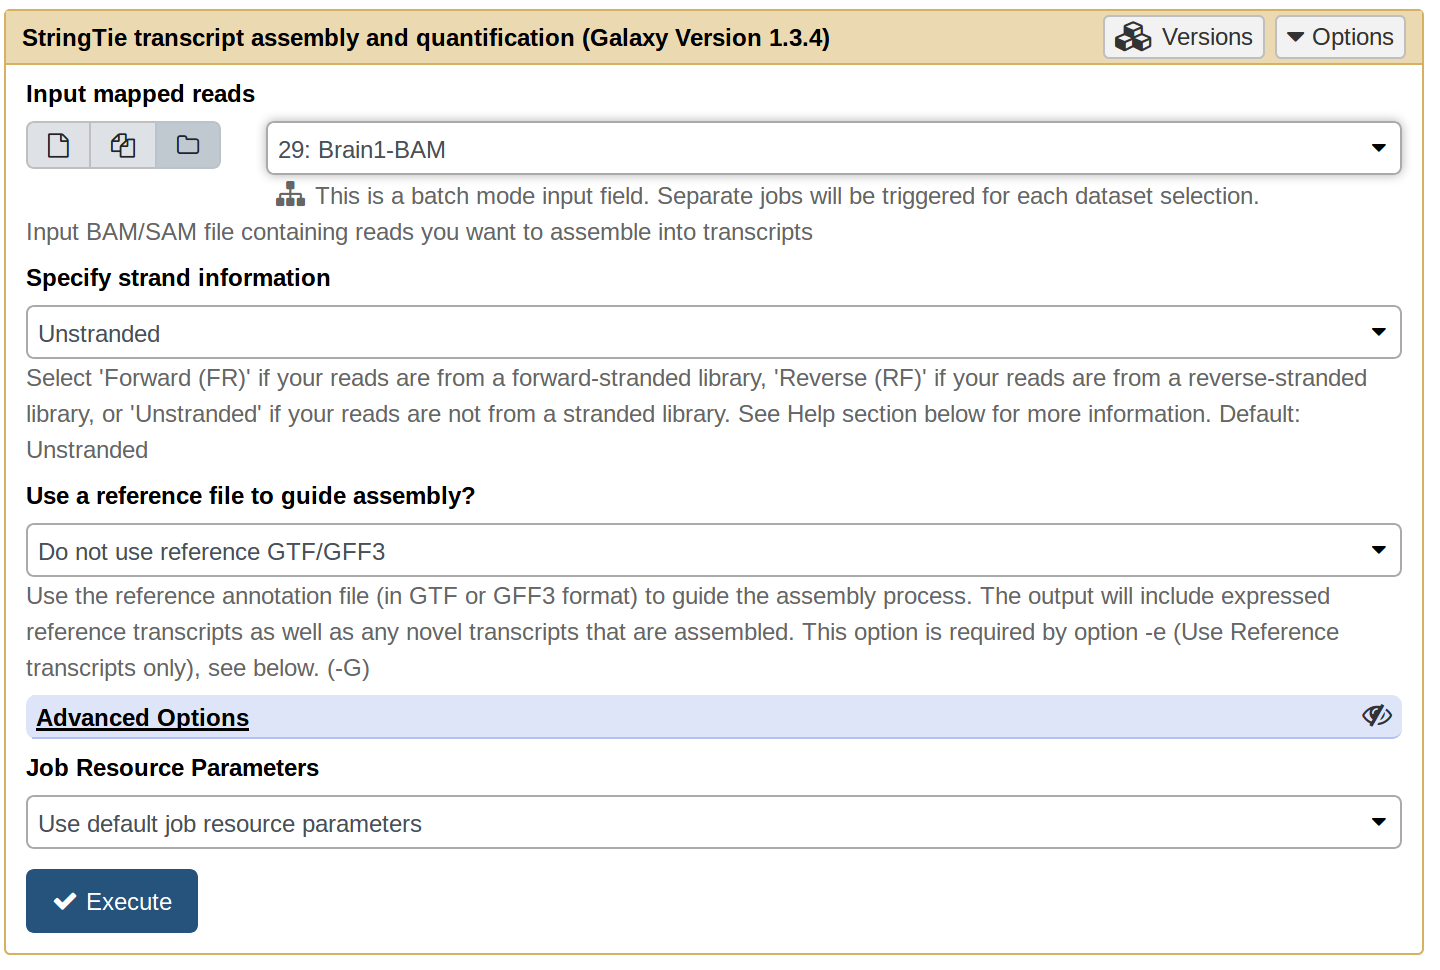 StringTie transcript assembly and quantification (Galaxy Version 1.3.4)
Versions
Options
Input mapped reads
29: Brain1-BAM
This is a batch mode input field. Separate jobs will be triggered for each dataset selection.
Input BAM/SAM file containing reads you want to assemble into transcripts
Specify strand information
Unstranded
Select 'Forward (FR)' if your reads are from a forward-stranded library, 'Reverse (RF)' if your reads are from a reverse-stranded
library, or 'Unstranded' if your reads are not from a stranded library. See Help section below for more information. Default:
Unstranded
Use a reference file to guide assembly?
Do not use reference GTF/GFF3
Use the reference annotation file (in GTF or GFF3 format) to guide the assembly process. The output will include expressed
reference transcripts as well as any novel transcripts that are assembled. This option is required by option -e (Use Reference
transcripts only), see below. (-G)
Advanced Options
Job Resource Parameters
Use default job resource parameters
Execute